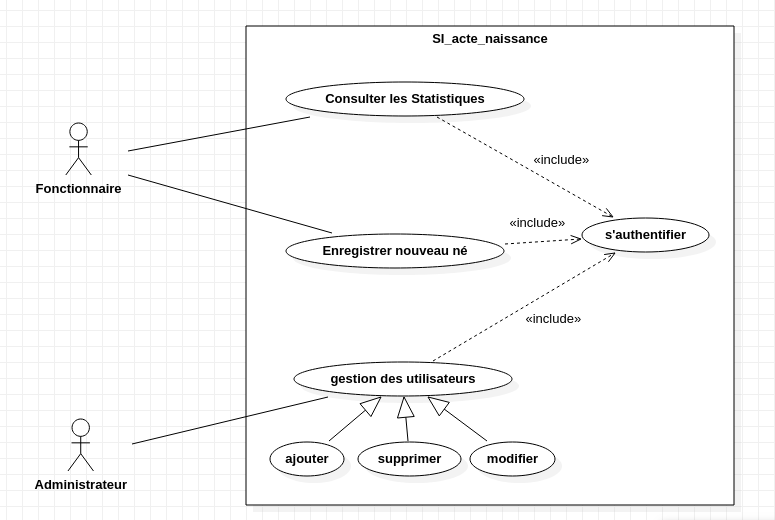 SI_acte_naissance
Consulter les Statistiques
«include»
Fonctionnaire
«include»
s'authentifier
Enregistrer nouveau né
«include»
gestion des utilisateurs
ajouter
supprimer
modifier
Administrateur